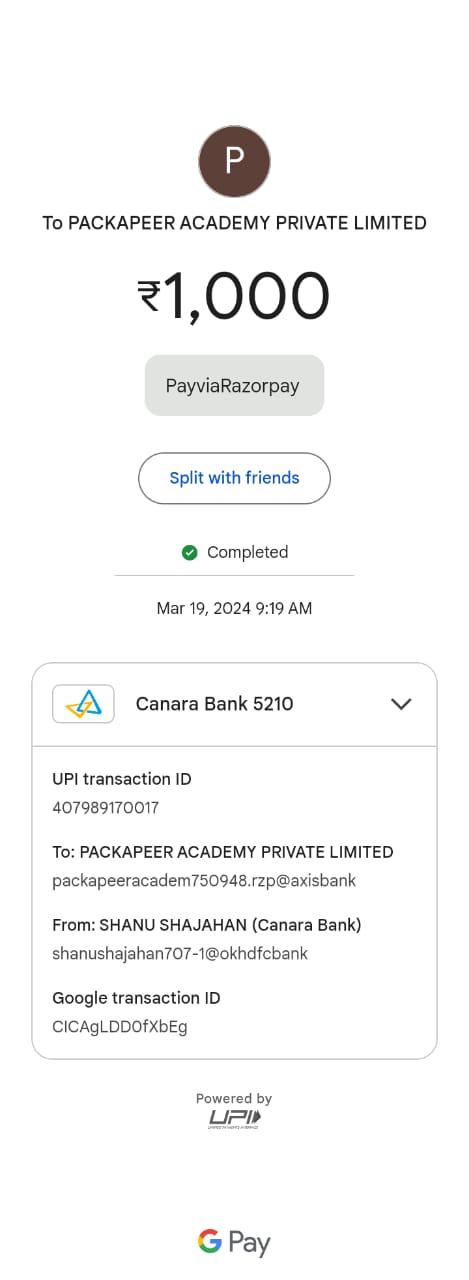 P
To PACKAPEER ACADEMY PRIVATE LIMITED
₹1,000
PayviaRazorpay
Split with friends
Completed
Mar 19, 2024 9:19 AM
Canara Bank 5210
UPI transaction ID
407989170017
To: PACKAPEER ACADEMY PRIVATE LIMITED
packapeeracadem750948.rzp@axisbank
From: SHANU SHAJAHAN (Canara Bank)
shanushajahan707-1@okhdfcbank
Google transaction ID
CICAgLDD0fXbEg
Powered by
UPI
UNIFIED PAYMENTS INTERFACE
G Pay